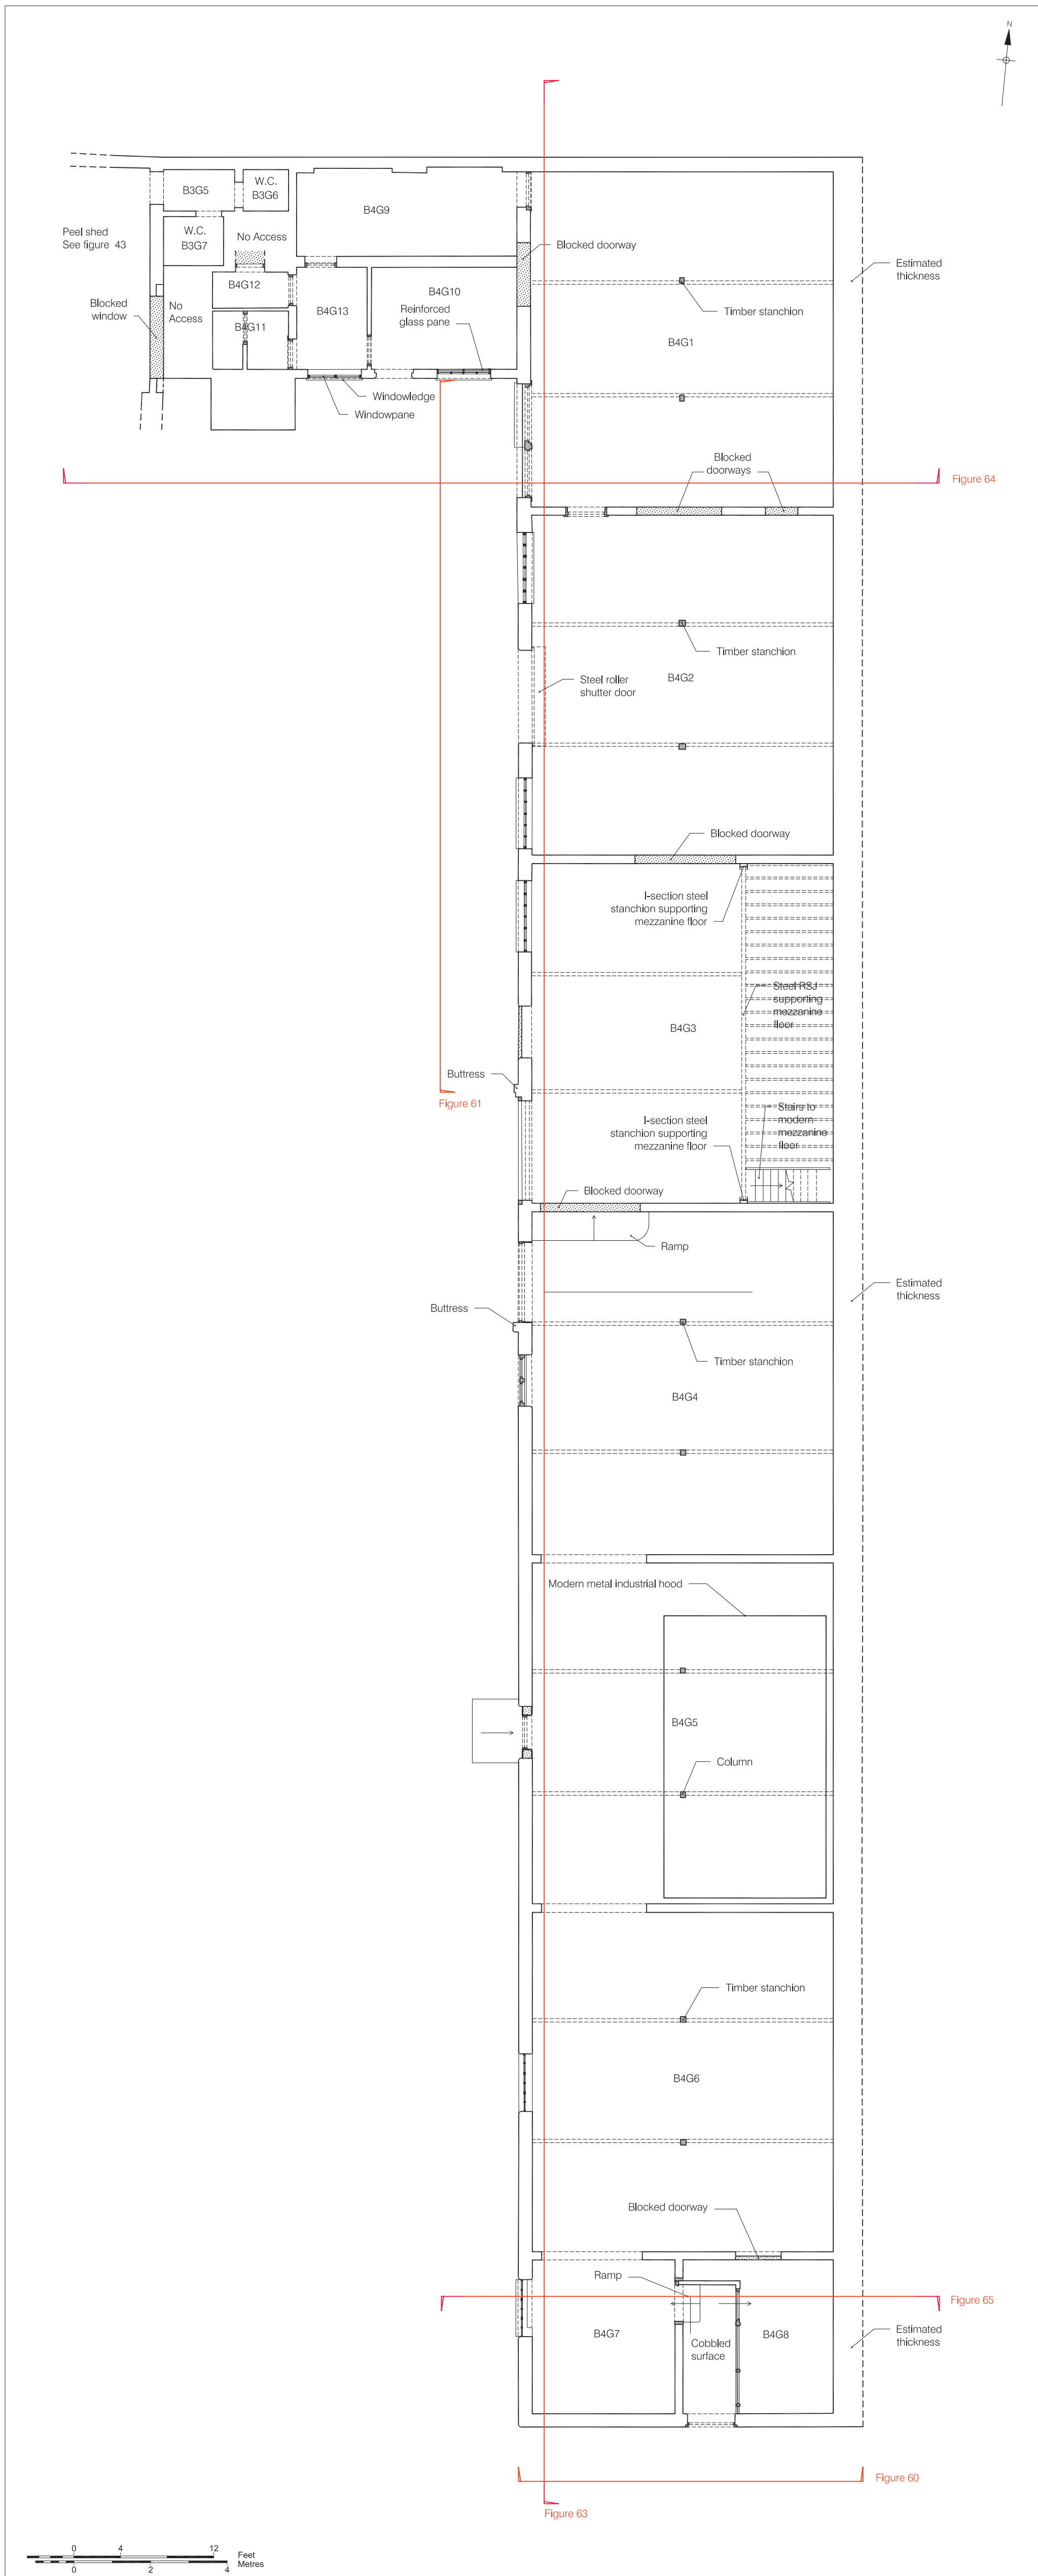 N
B3G5
W.C.
B3G6
B4G9
Peel shed
See figure 43
W.C.
B3G7
No Access
Blocked doorway
Estimated
thickness
B4G12
B4G10
Reinforced
glass pane
Blocked
window
No
Access
B4G13
Timber stanchion
B4G11
B4G1
Windowledge
Windowpane
Blocked
doorways
Figure 64
Timber stanchion
B4G2
Steel roller
shutter door
Blocked doorway
I-section steel
stanchion supporting
mezzanine floor
Steel RSJ
supporting
mezzanine
floor
B4G3
Buttress
Figure 61
I-section steel
stanchion supporting
mezzanine floor
Stairs to
modern
mezzanine
floor
Blocked doorway
Ramp
Estimated
thickness
Buttress
Timber stanchion
B4G4
Modern metal industrial hood
B4G5
Column
Timber stanchion
B4G6
Blocked doorway
Ramp
Figure 65
B4G7
Cobbled
surface
B4G8
Estimated
thickness
Figure 60
Figure 63
0 4 12 Feet
Metres
0 2 4